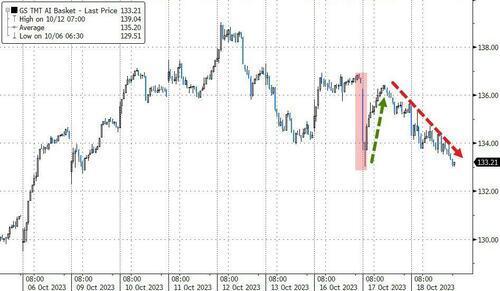 GS TMT AI Basket - Last Price 133.21
High on 10/12 07:00 139.04
Average 135.20
Low on 10/06 06:30 129.51
138.00
136.00
134.00
133.21
132.00
130.00
08:00 08:00 08:00 08:00 08:00 08:00 08:00 08:00 08:00
06 Oct 2023 09 Oct 2023 10 Oct 2023 11 Oct 2023 12 Oct 2023 13 Oct 2023 16 Oct 2023 17 Oct 2023 18 Oct 2023